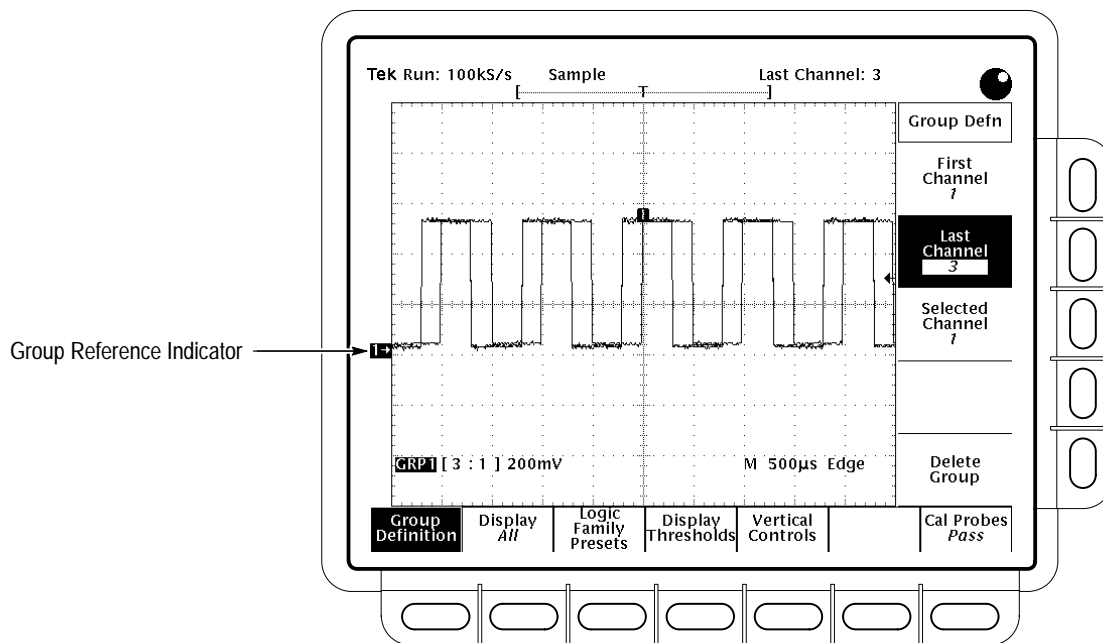 Tek Run: 100kS/s Sample Last Channel: 3
[ T ]
Group Defn
First
Channel
1
Last
Channel
3
Selected
Channel
1
Group Reference Indicator
1→
GRP1 [ 3 : 1 ] 200mV M 500µs Edge
Delete
Group
Group
Definition
Display
All
Logic
Family
Presets
Display
Thresholds
Vertical
Controls
Cal Probes
Pass